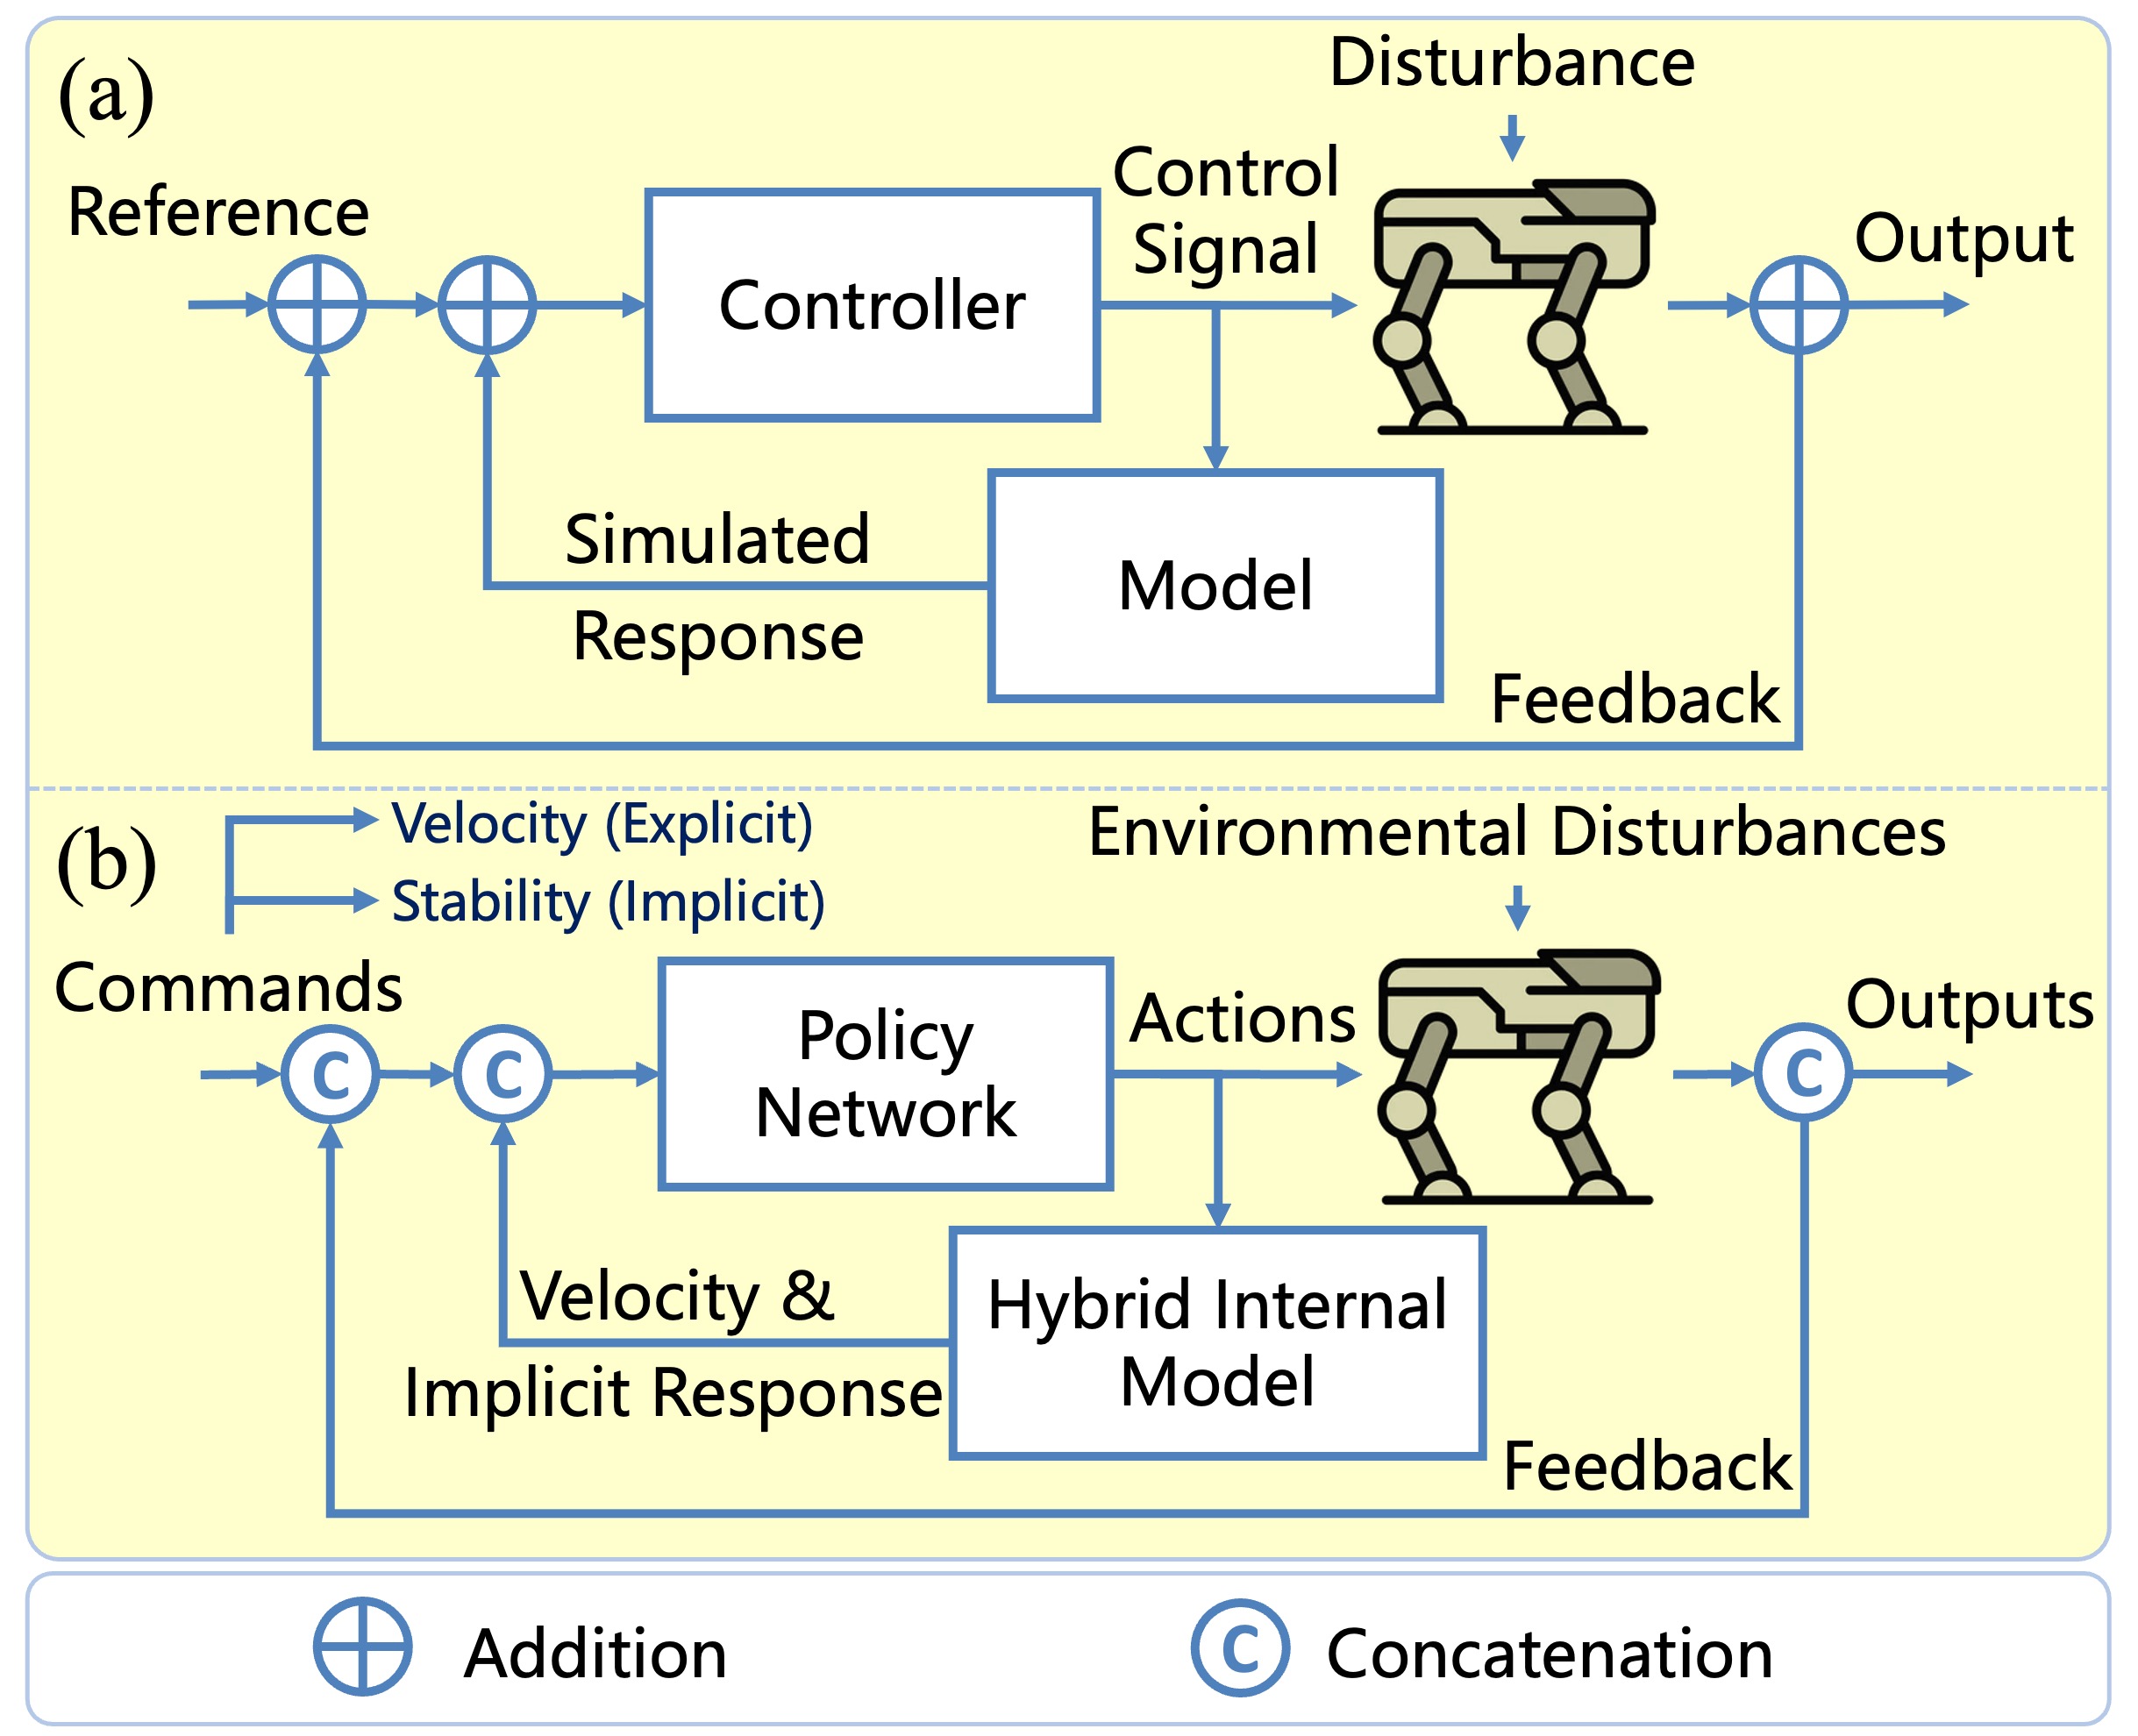 (a)
Disturbance
Reference
Control
Signal
Output
Controller
Simulated
Response
Model
Feedback
(b)
Velocity (Explicit)
Stability (Implicit)
Environmental Disturbances
Commands
C
C
Policy
Network
Actions
C
Outputs
Velocity &
Implicit Response
Hybrid Internal
Model
Feedback
Addition
C
Concatenation